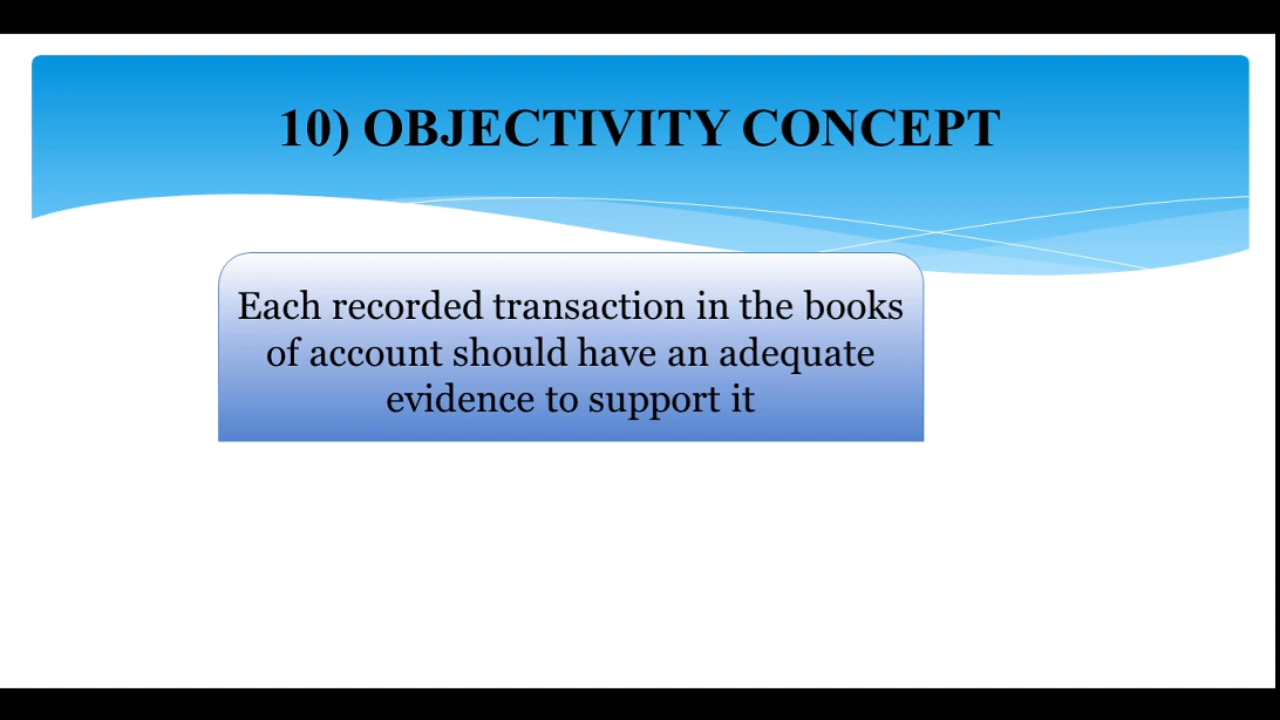 10) OBJECTIVITY CONCEPT
Each recorded transaction in the books
of account should have an adequate
evidence to support it